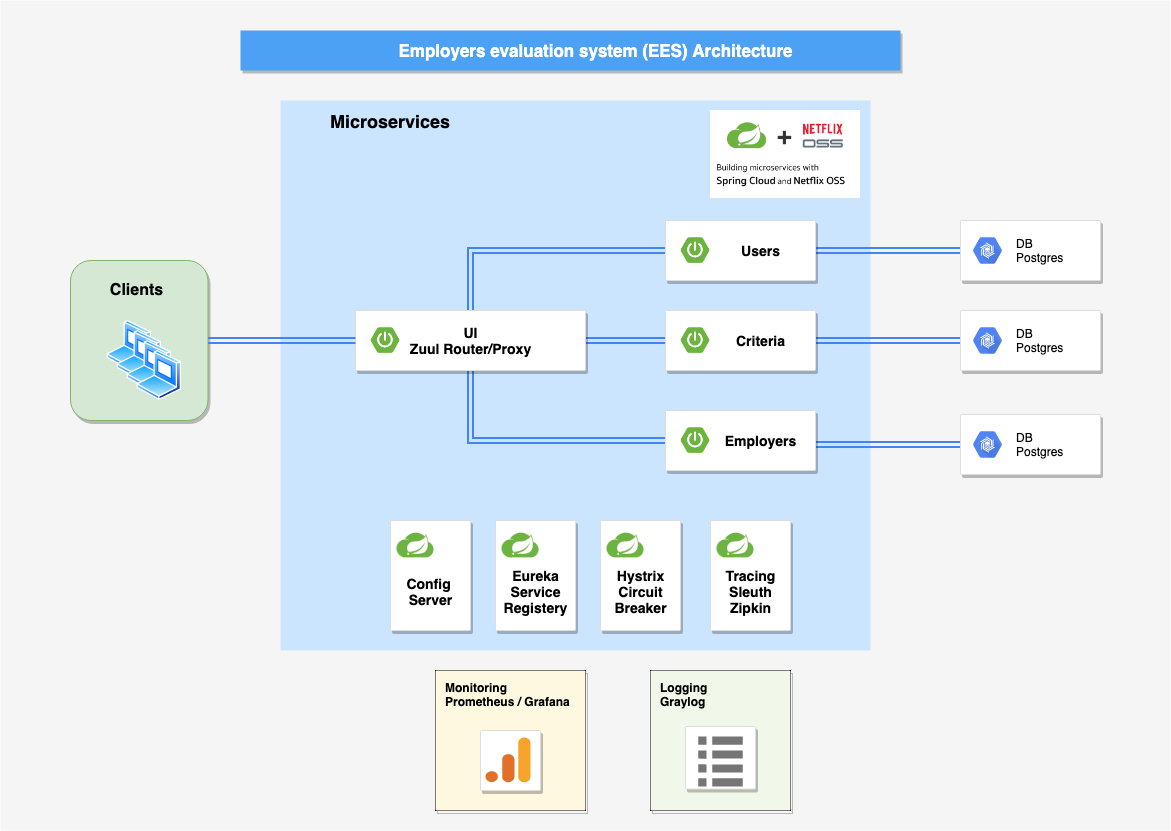 Employers evaluation system (EES) Architecture
Microservices
NETFLIX
OSS
Building microservices with
Spring Cloud and Netflix OSS
Clients
UI
Zuul Router/Proxy
Users
DB
Postgres
Criteria
DB
Postgres
Employers
DB
Postgres
Config
Server
Eureka
Service
Registery
Hystrix
Circuit
Breaker
Tracing
Sleuth
Zipkin
Monitoring
Prometheus / Grafana
Logging
Graylog